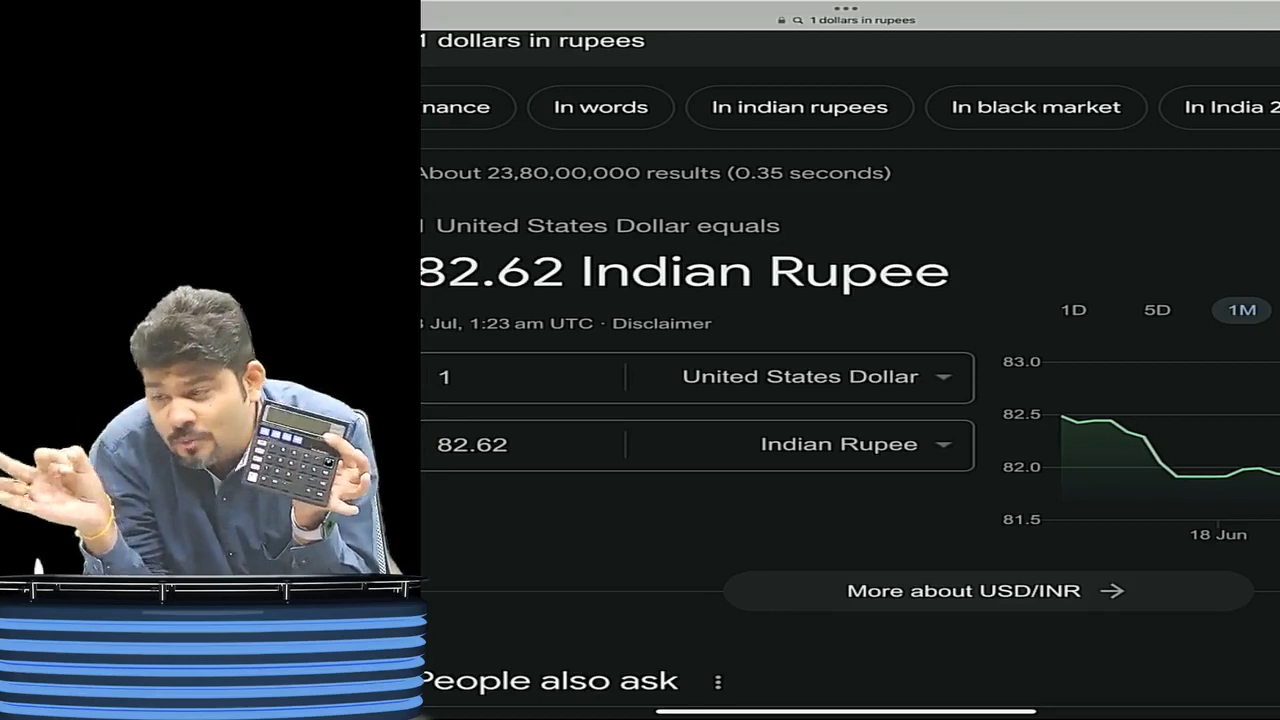 1 dollars in rupees
1 dollars in rupees
nance
In words
In indian rupees
In black market
In India 2
About 23,80,00,000 results (0.35 seconds)
United States Dollar equals
82.62 Indian Rupee
Jul, 1:23 am UTC · Disclaimer
1D
5D
1M
1
United States Dollar
82.62
Indian Rupee
83.0
82.5
82.0
81.5
18 Jun
More about USD/INR
People also ask